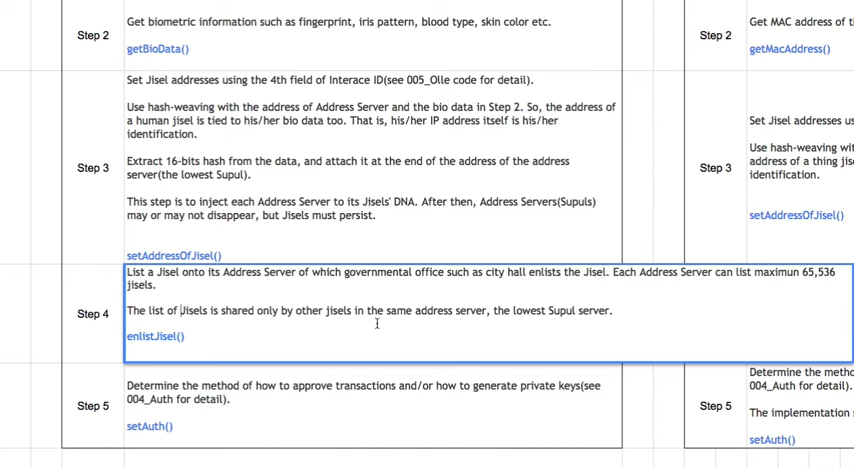 Step 2
Get biometric information such as fingerprint, iris pattern, blood type, skin color etc.
getBioData()
Step 3
Set Jisel addresses using the 4th field of Interace ID(see 005_Olle code for detail).
Use hash-weaving with the address of Address Server and the bio data in Step 2. So, the address of
a human jisel is tied to his/her bio data too. That is, his/her IP address itself is his/her
identification.
Extract 16-bits hash from the data, and attach it at the end of the address of the address
server(the lowest Supul).
This step is to inject each Address Server to its Jisels' DNA. After then, Address Servers(Supuls)
may or may not disappear, but Jisels must persist.
setAddressOfJisel()
Step 4
List a Jisel onto its Address Server of which governmental office such as city hall enlists the Jisel. Each Address Server can list maximun 65,536
jisels.
The list of Jisels is shared only by other jisels in the same address server, the lowest Supul server.
enlistJisel()
Step 5
Determine the method of how to approve transactions and/or how to generate private keys(see
004_Auth for detail).
setAuth()
Step 2
Get MAC address of
getMacAddress()
Step 3
Set Jisel addresses
Use hash-weaving
address of a thing
identification.
setAddressOfJisel()
Step 5
Determine the
004_Auth for detail).
The implementation
setAuth()